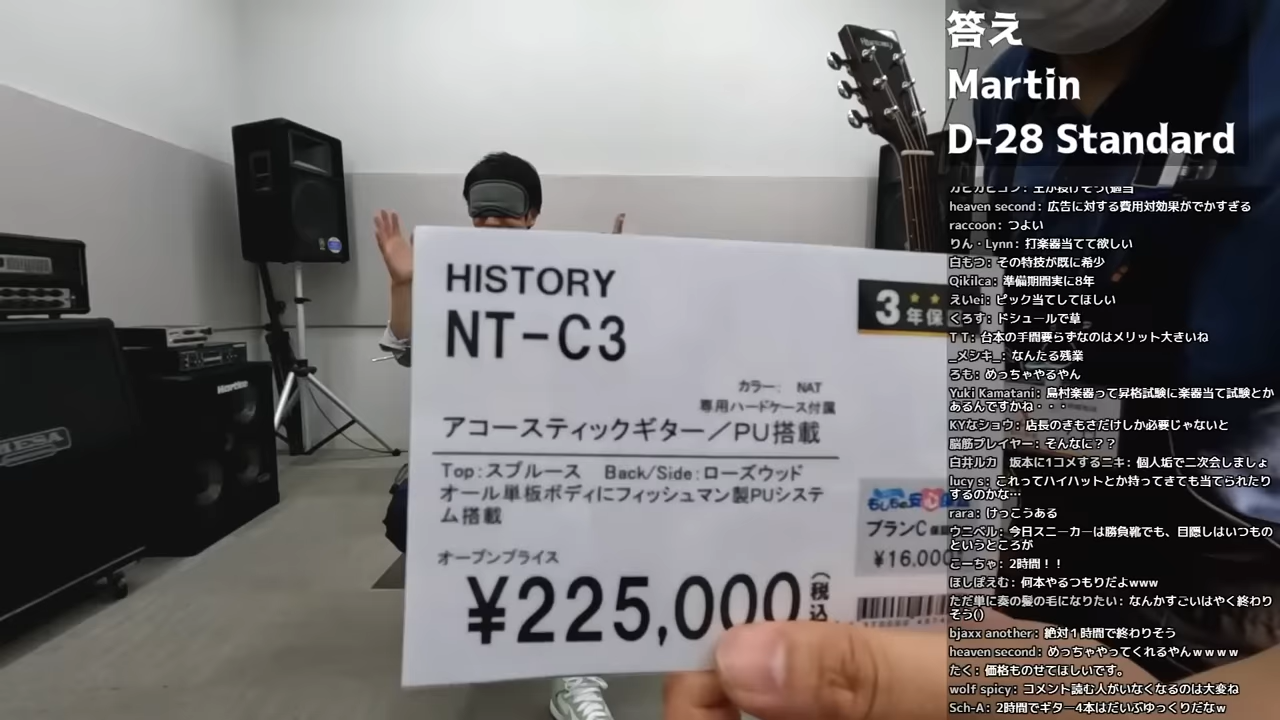 答え
Martin
D-28 Standard
HISTORY
NT-C3
カラー: NAT
専用ハードケース付属
アコースティックギター/PU搭載
Top:スプルース Back/Side:ローズウッド
オール単板ボディにフィッシュマン製PUシステ
ム搭載
オープンプライス
¥225,000(税込
3年保
プランC
¥16,000
Hartke
MESA
heaven second: 広告に対する費用対効果がでかすぎる
raccoon: つよい
りん・Lynn: 打楽器当てて欲しい
白もつ: その特技が既に希少
Qikilca: 準備期間実に8年
えいei: ピック当てしてほしい
くろす: ドシュールで草
T T: 台本の手間要らずなのはメリット大きいね
_メシキ_: なんたる残業
ろも: めっちゃやるやん
Yuki Kamatani: 島村楽器って昇格試験に楽器当て試験とか
あるんですかね・・・
KYなショウ: 店長のきもさだけしか必要じゃないと
脳筋プレイヤー: そんなに??
白井ルカ 坂本に1コメするニキ: 個人垢で二次会しましょ
lucy s: これってハイハットとか持ってきても当てられたり
するのかな…
rara: けっこうある
ウニベル: 今日スニーカーは勝負靴でも、目隠しはいつもの
というところが
こーちゃ: 2時間!!
ほしぽえむ: 何本やるつもりだよwww
ただ単に奏の髪の毛になりたい: なんかすごいはやく終わり
そう()
bjaxx another: 絶対1時間で終わりそう
heaven second: めっちゃやってくれるやんwwww
たく: 価格ものせてほしいです。
wolf spicy: コメント読む人がいなくなるのは大変ね
Sch-A: 2時間でギター4本はだいぶゆっくりだなw